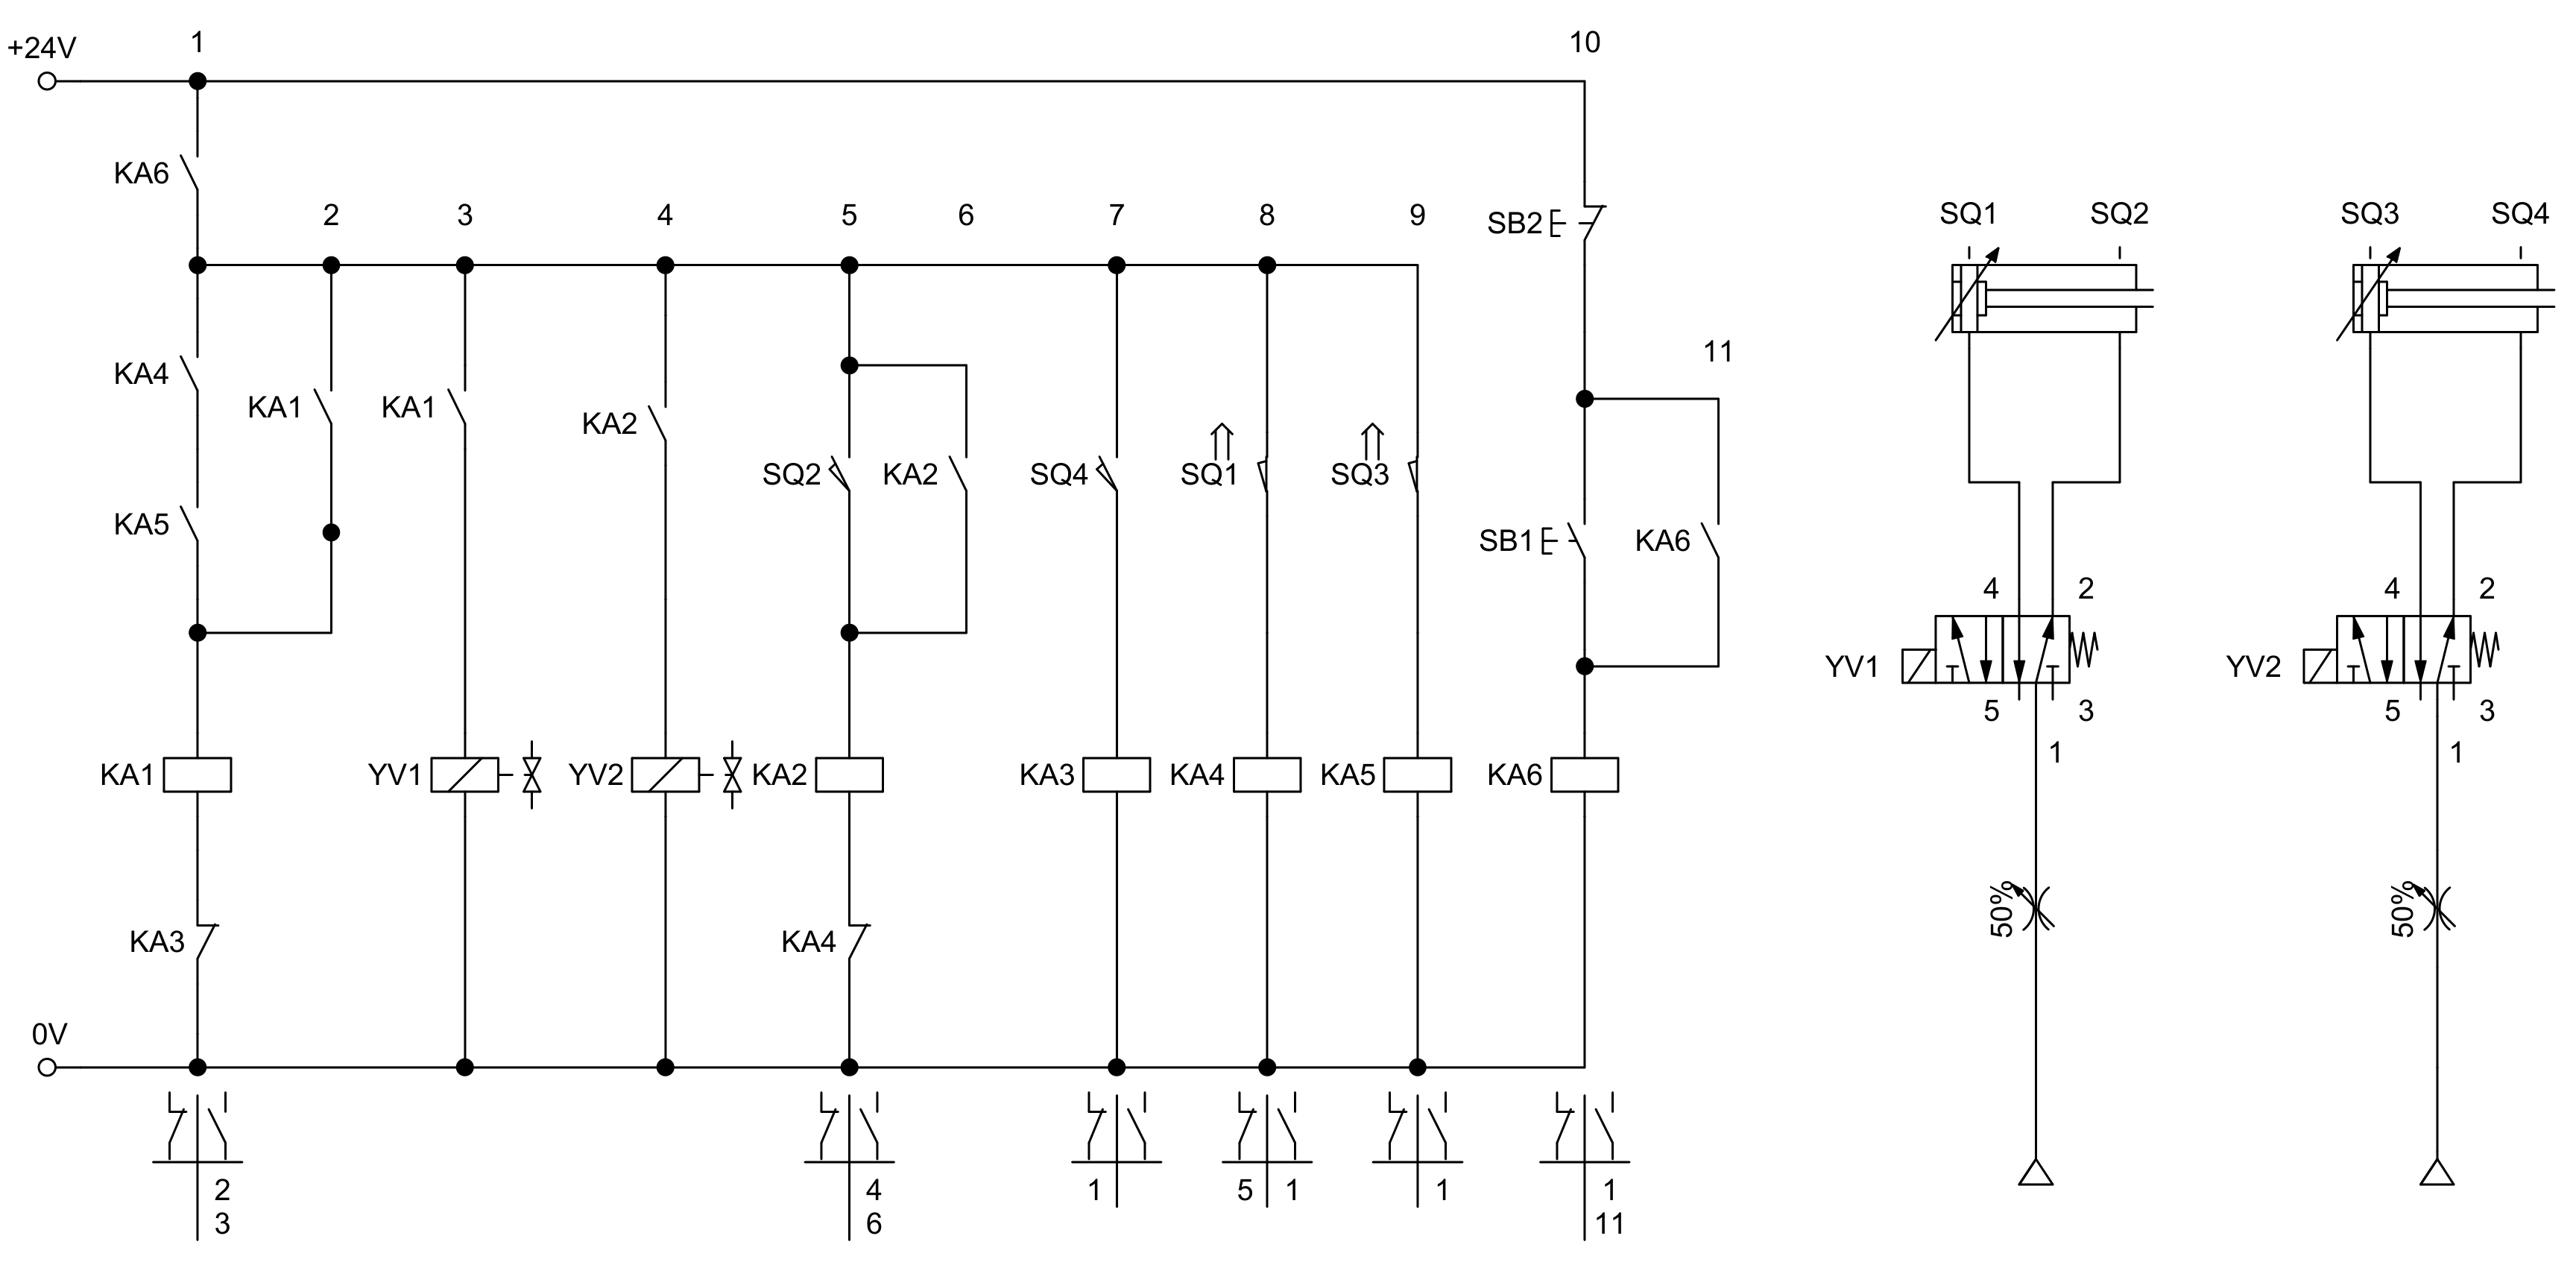 1 10
+24V
KA6
SQ1 SQ2 SQ3 SQ4
2 3 4 5 6 7 8 9
SB2
11
KA4
KA1 KA1
KA2
SQ2 KA2 SQ4 SQ1 SQ3
KA5
SB1 KA6
4 2 4 2
YV1 YV2
5 3 5 3
1 1
KA1 YV1 YV2 KA2 KA3 KA4 KA5 KA6
50% 50%
KA3 KA4
0V
2 4 1 5 1 1 1
3 6 11